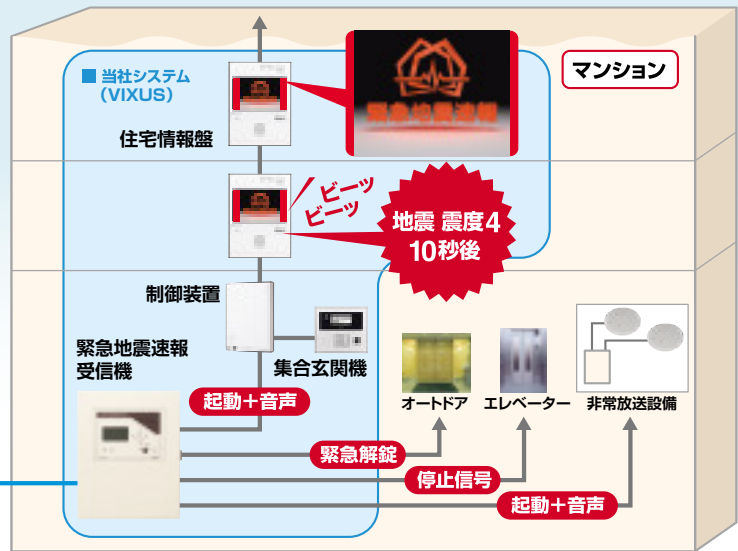 ■ 当社システム
(VIXUS)
マンション
緊急地震速報
住宅情報盤
ビーッ
ビーッ
地震 震度4
10秒後
制御装置
緊急地震速報
受信機
集合玄関機
起動＋音声
オートドア
エレベーター
非常放送設備
緊急解錠
停止信号
起動＋音声